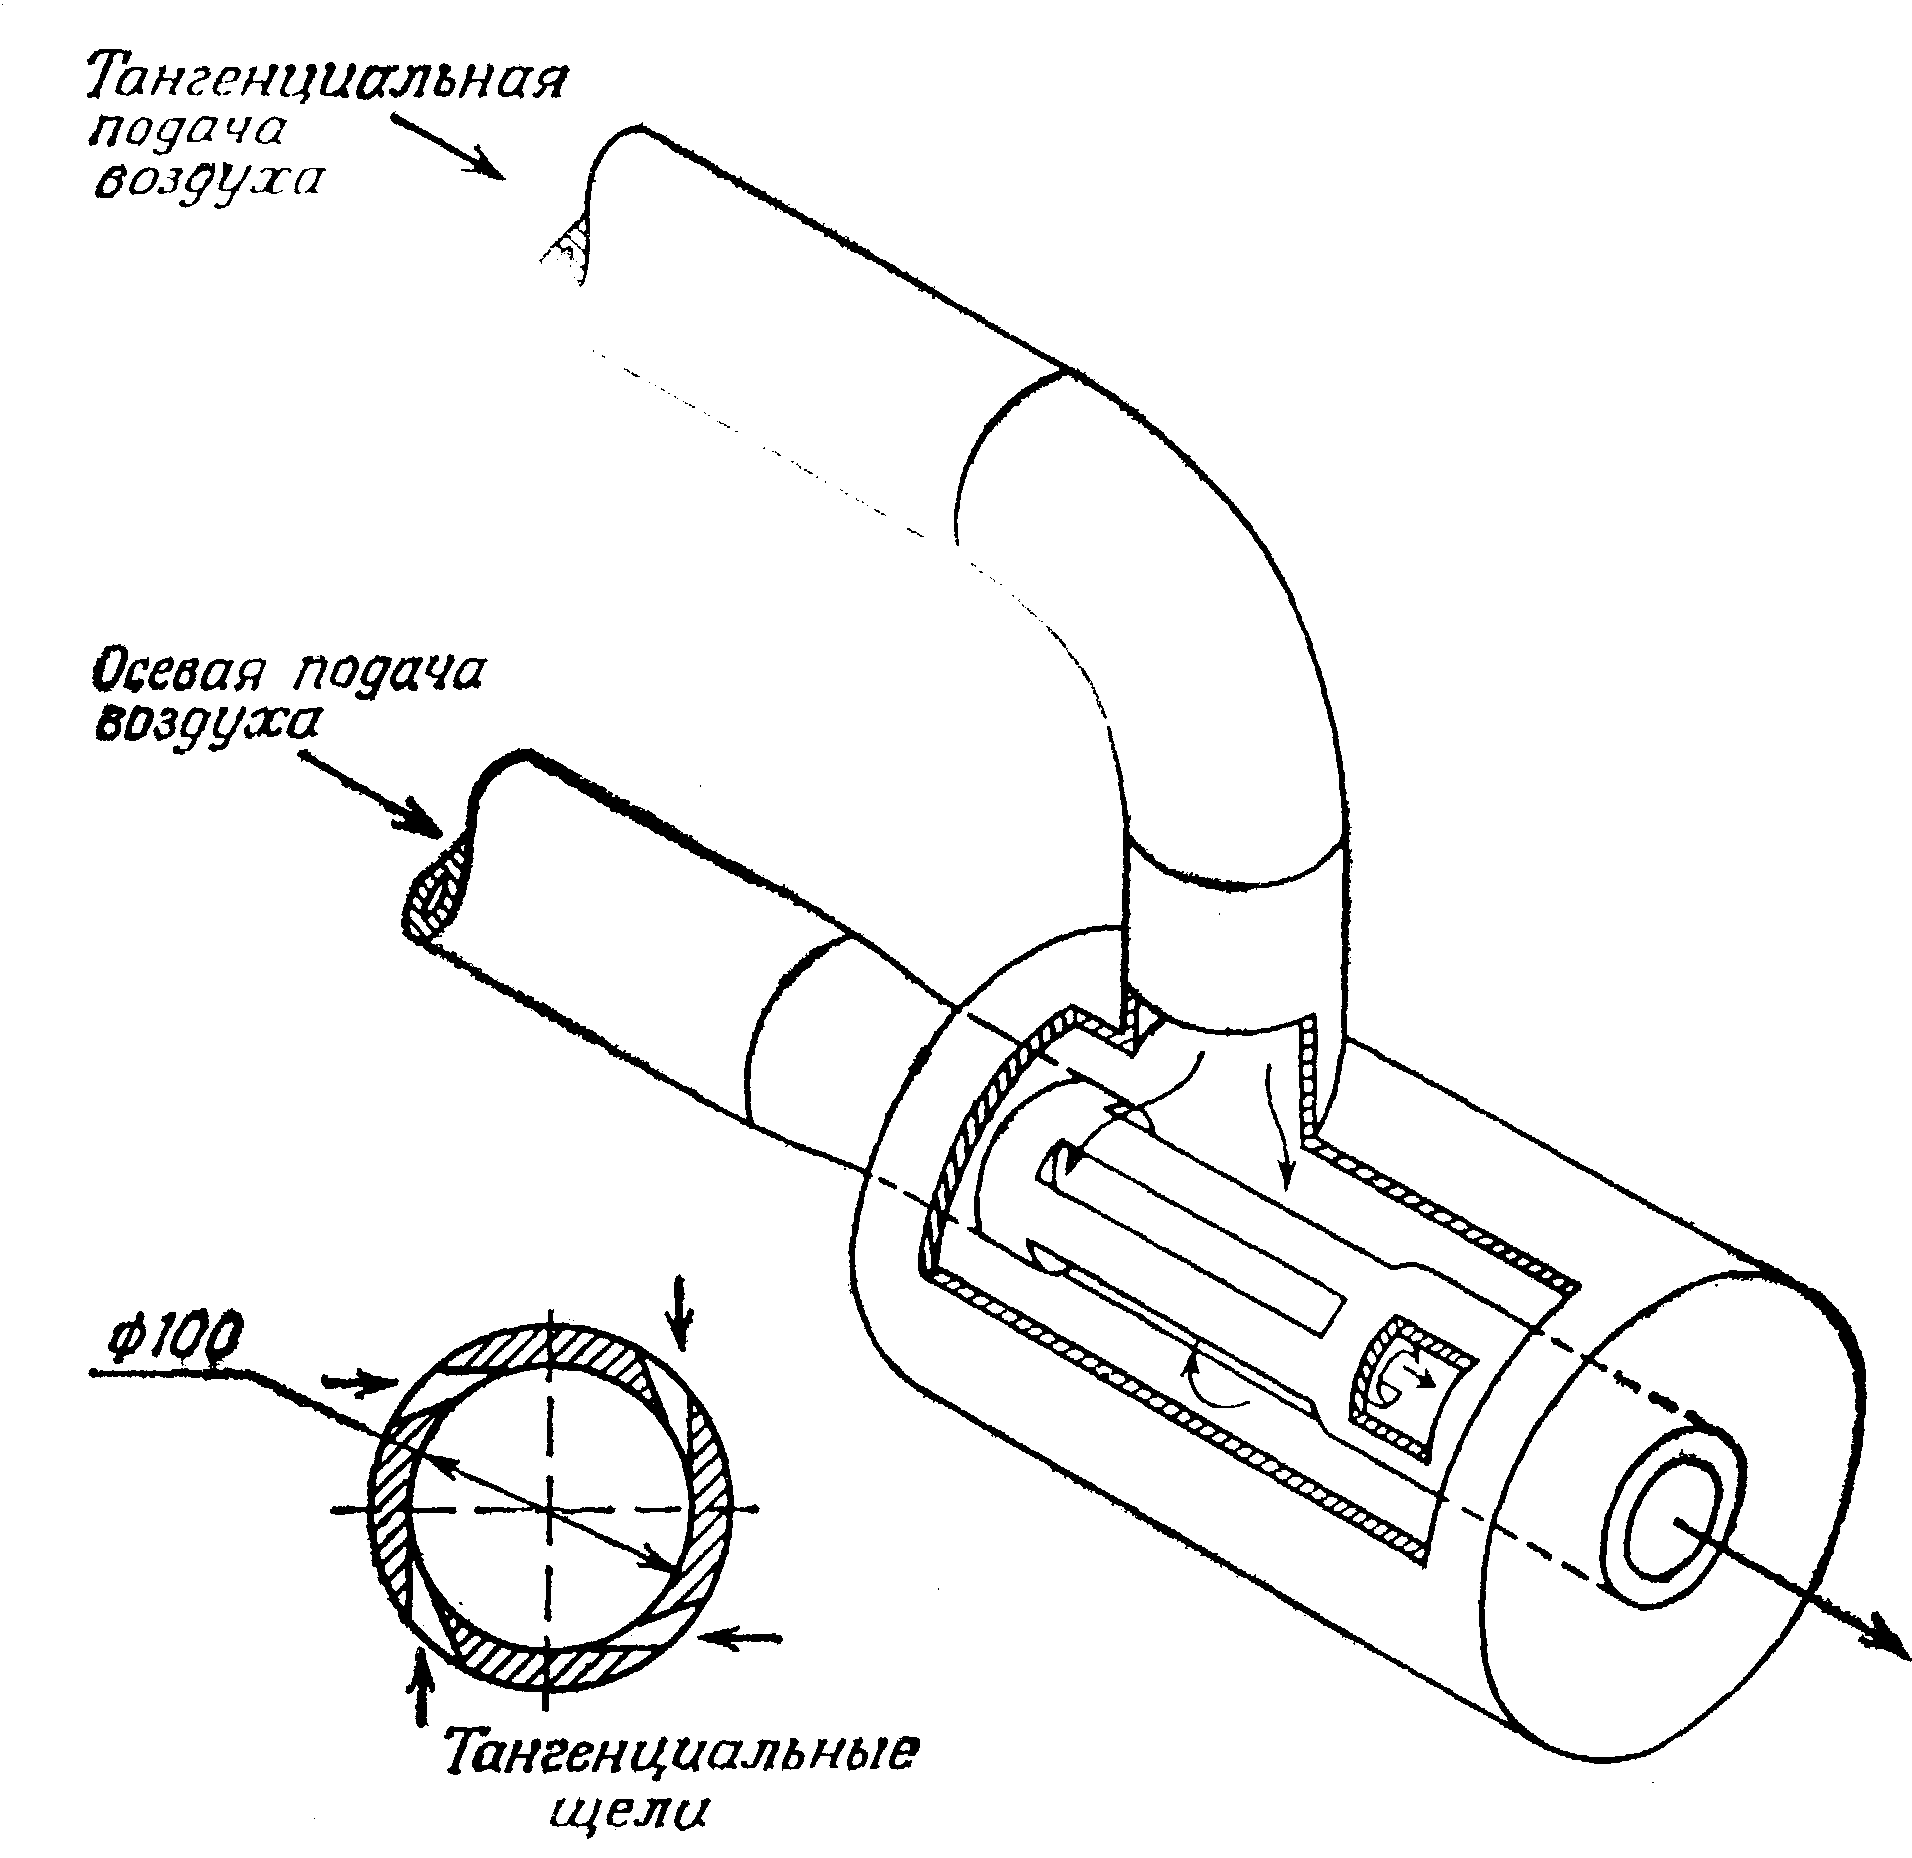 Тангенциальная
подача
воздуха
Осевая подача
воздуха
ф100
Тангенциальные
щели